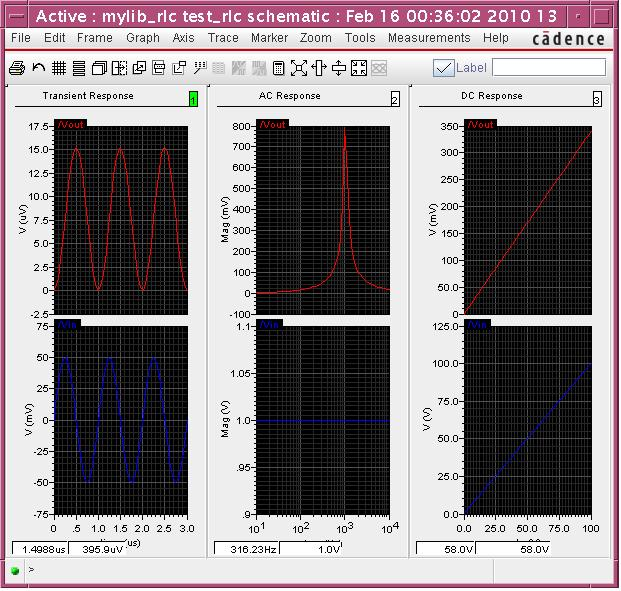 Active : mylib_rlc test_rlc schematic : Feb 16 00:36:02 2010 13
File Edit Frame Graph Axis Trace Marker Zoom Tools Measurements Help cādence
Label
Transient Response 1
AC Response 2
DC Response 3
/Vout
17.5
15.0
12.5
10.0
7.5
5.0
2.5
0
-2.5
V (uV)
/Vin
75
50
25
0
-25
-50
-75
V (mV)
0 .5 1.0 1.5 2.0 2.5 3.0
(us)
1.4988us 395.9uV
/Vout
800
700
600
500
400
300
200
100
0
-100
Mag (mV)
/Vin
1.1
1.05
1.0
.95
.9
Mag (V)
10^1 10^2 10^3 10^4
316.23Hz 1.0V
/Vout
350
300
250
200
150
100
50.0
0
V (mV)
/Vin
125.0
100.0
75.0
50.0
25.0
0.0
V (V)
0.0 25.0 50.0 75.0 100
58.0V 58.0V
>